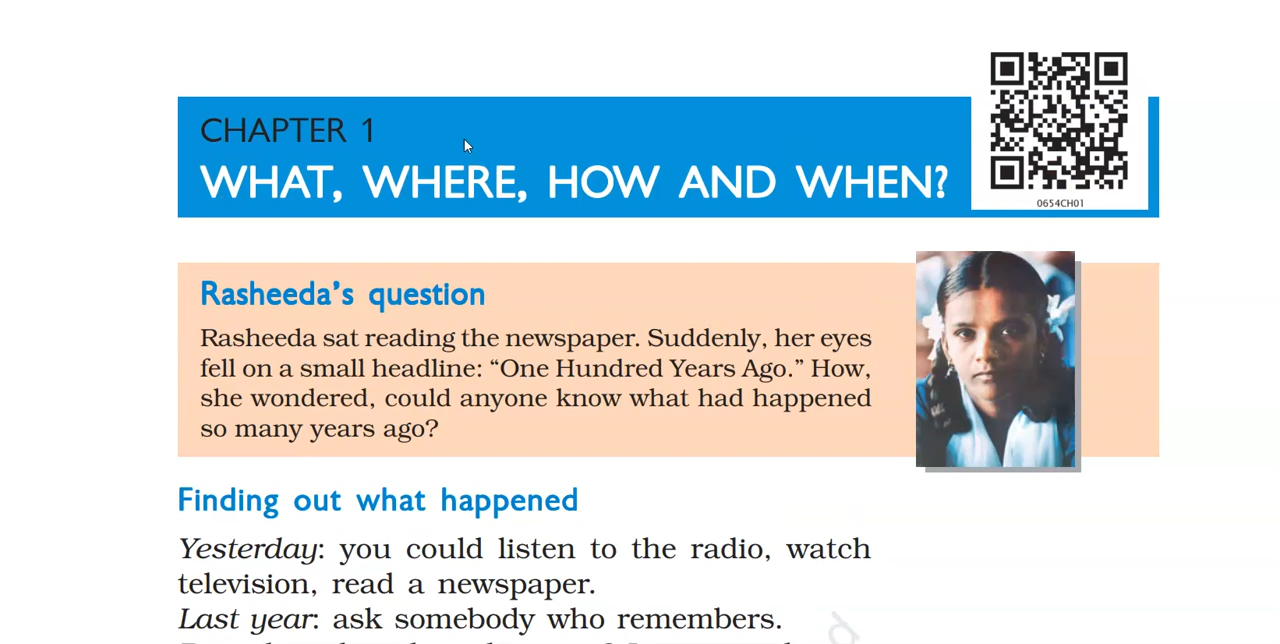 CHAPTER 1
WHAT, WHERE, HOW AND WHEN?
0654CH01
Rasheeda's question
Rasheeda sat reading the newspaper. Suddenly, her eyes
fell on a small headline: “One Hundred Years Ago.” How,
she wondered, could anyone know what had happened
so many years ago?
Finding out what happened
Yesterday: you could listen to the radio, watch
television, read a newspaper.
Last year: ask somebody who remembers.